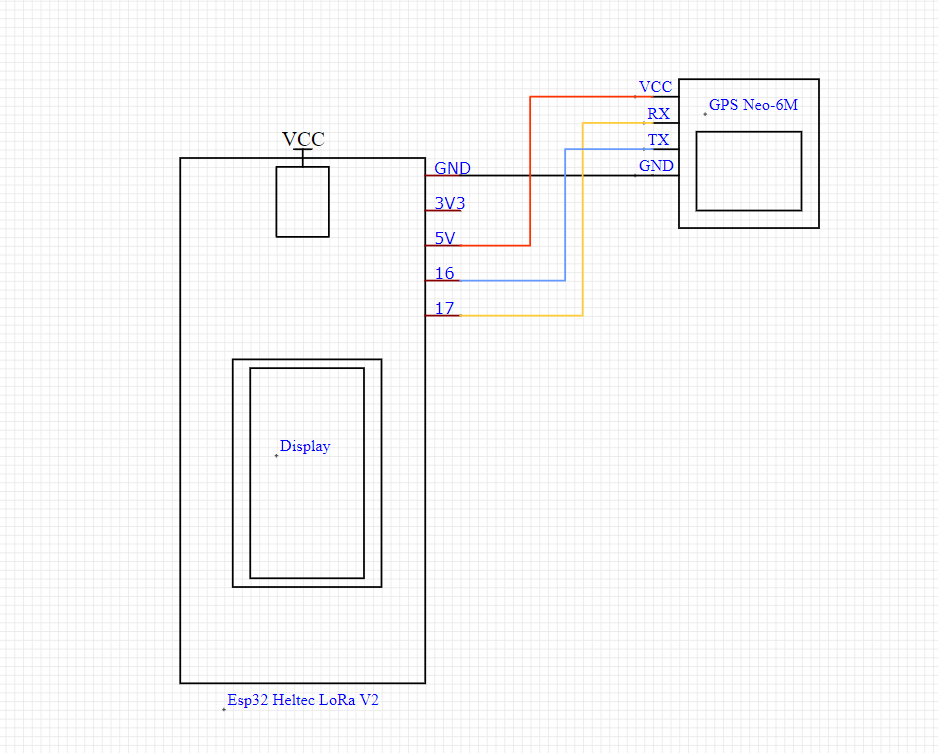 VCC
GND
3V3
5V
16
17
Display
Esp32 Heltec LoRa V2
VCC
RX
TX
GND
GPS Neo-6M